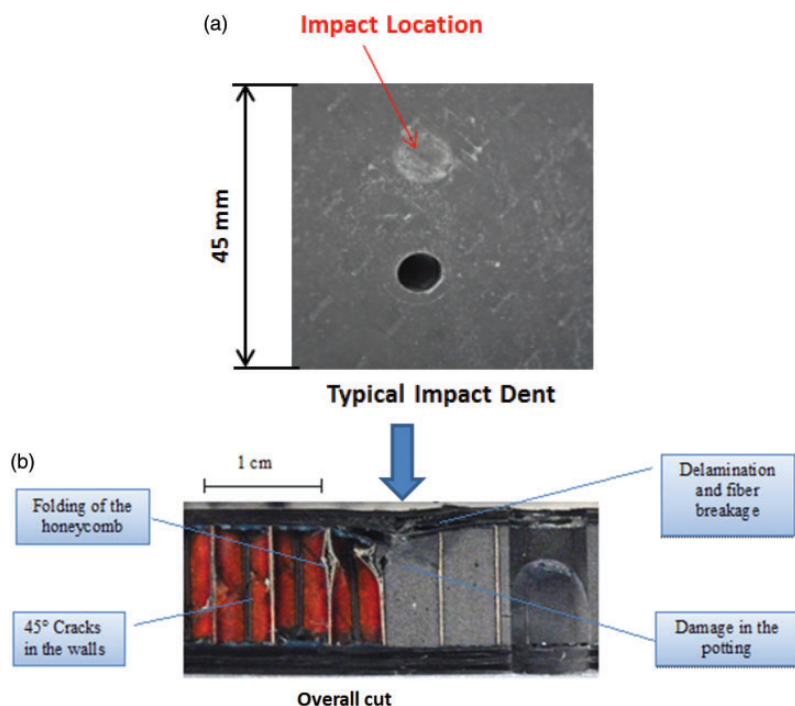 (a)
Impact Location
45 mm
Typical Impact Dent
(b)
1 cm
Folding of the
honeycomb
Delamination
and fiber
breakage
45° Cracks
in the walls
Damage in the
potting
Overall cut